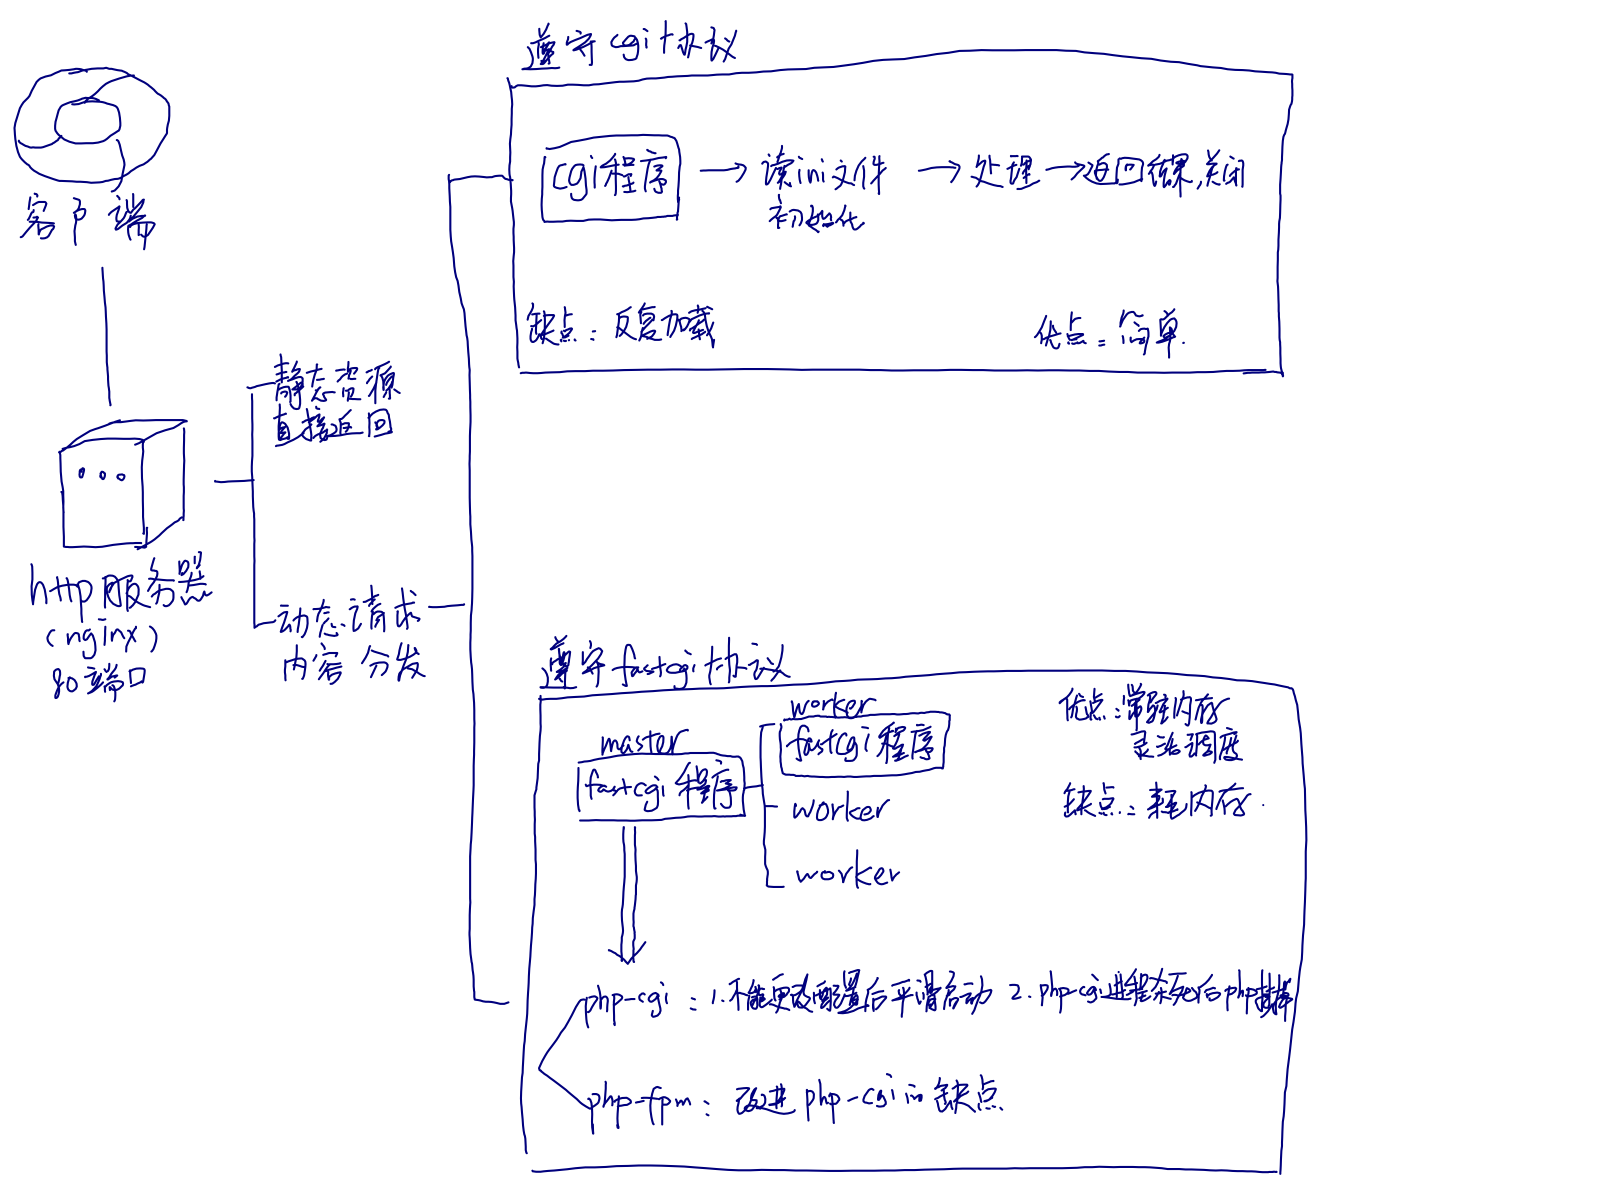 遵守cgi协议
客户端
cgi程序
读ini文件
初始化
处理
返回结果,关闭
缺点：反复加载
优点：简单.
静态资源
直接返回
http服务器
(nginx)
80端口
动态请求
内容分发
遵守fastcgi协议
master
fastcgi程序
worker
fastcgi程序
worker
worker
优点：常驻内存
灵活调度
缺点：耗内存.
php-cgi：1.不能更改配置后平滑启动 2.php-cgi进程杀死后php挂掉
php-fpm：改进php-cgi的缺点